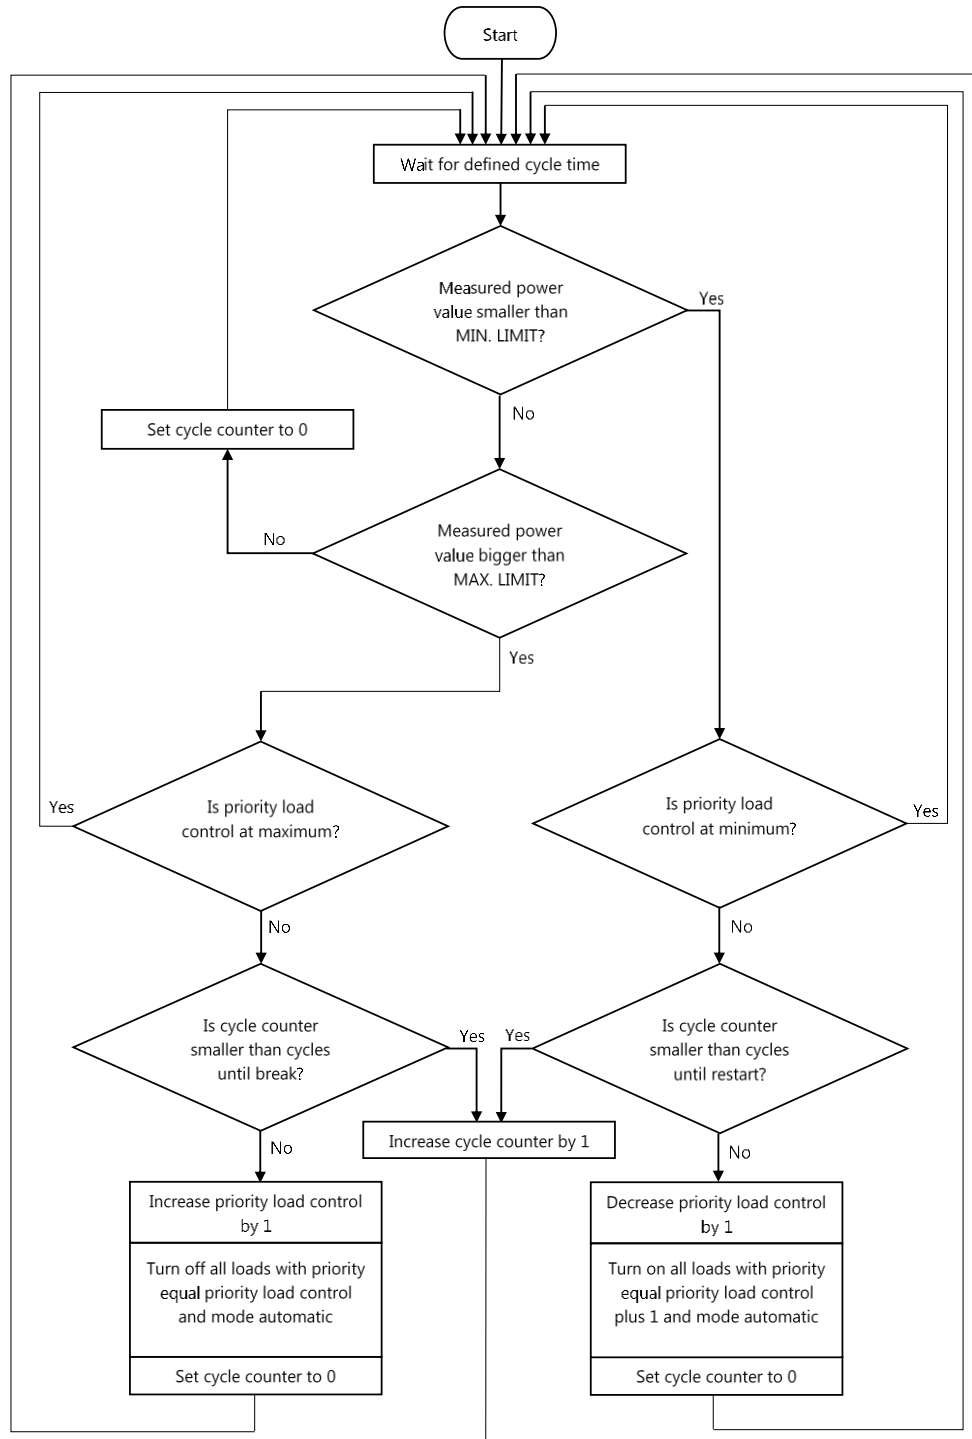 Start
Wait for defined cycle time
Measured power
value smaller than
MIN. LIMIT?
Yes
No
Set cycle counter to 0
Measured power
value bigger than
MAX. LIMIT?
No
Yes
Is priority load
control at maximum?
Yes
Is priority load
control at minimum?
Yes
No
No
Is cycle counter
smaller than cycles
until break?
Yes
Yes
Is cycle counter
smaller than cycles
until restart?
Increase cycle counter by 1
No
No
Increase priority load control
by 1
Turn off all loads with priority
equal priority load control
and mode automatic
Set cycle counter to 0
Decrease priority load control
by 1
Turn on all loads with priority
equal priority load control
plus 1 and mode automatic
Set cycle counter to 0